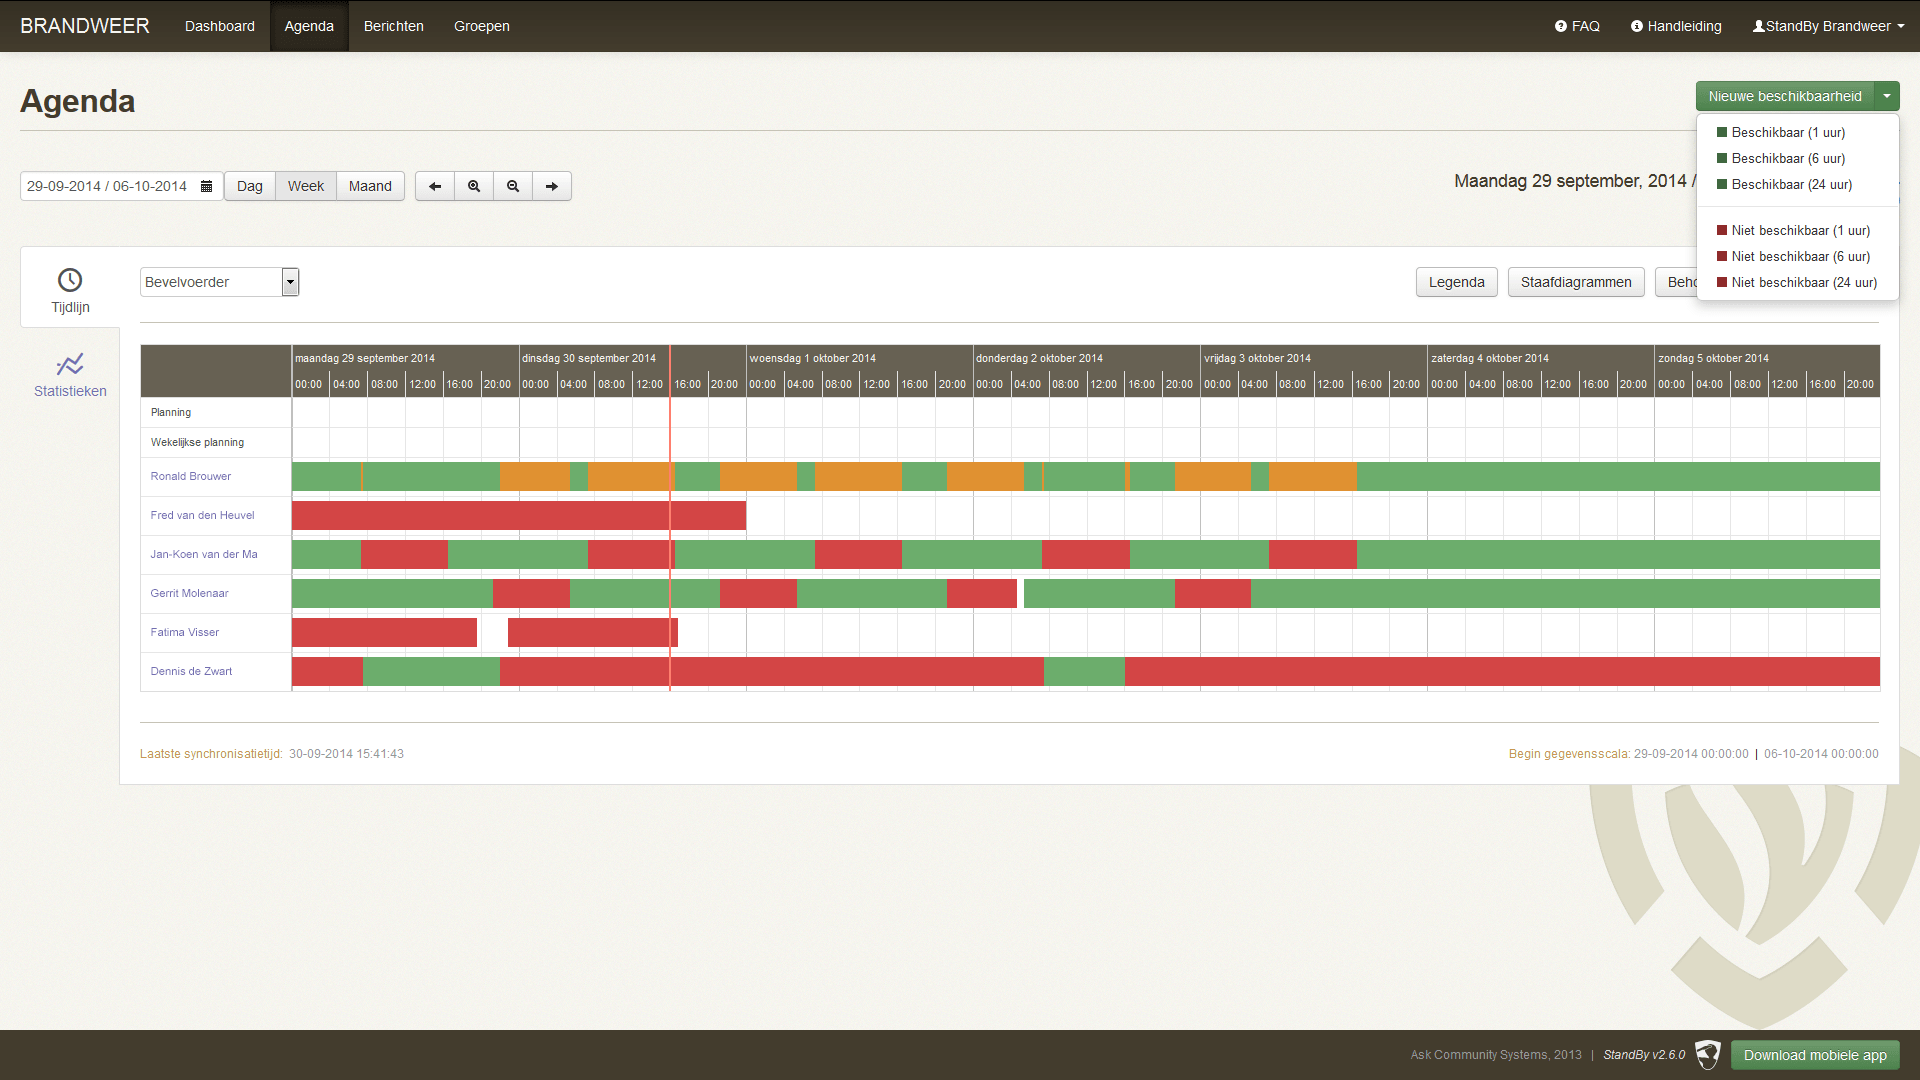 BRANDWEER Dashboard Agenda Berichten Groepen FAQ Handleiding StandBy Brandweer
Agenda
Nieuwe beschikbaarheid
Beschikbaar (1 uur)
Beschikbaar (6 uur)
Beschikbaar (24 uur)
Niet beschikbaar (1 uur)
Niet beschikbaar (6 uur)
Niet beschikbaar (24 uur)
29-09-2014 / 06-10-2014 Dag Week Maand
Maandag 29 september, 2014 /
Tijdlijn
Statistieken
Bevelvoerder Legenda Staafdiagrammen Beho
maandag 29 september 2014 dinsdag 30 september 2014 woensdag 1 oktober 2014 donderdag 2 oktober 2014 vrijdag 3 oktober 2014 zaterdag 4 oktober 2014 zondag 5 oktober 2014
00:00 04:00 08:00 12:00 16:00 20:00 00:00 04:00 08:00 12:00 16:00 20:00 00:00 04:00 08:00 12:00 16:00 20:00 00:00 04:00 08:00 12:00 16:00 20:00 00:00 04:00 08:00 12:00 16:00 20:00 00:00 04:00 08:00 12:00 16:00 20:00 00:00 04:00 08:00 12:00 16:00 20:00
Planning
Wekelijkse planning
Ronald Brouwer
Fred van den Heuvel
Jan-Koen van der Ma
Gerrit Molenaar
Fatima Visser
Dennis de Zwart
Laatste synchronisatietijd: 30-09-2014 15:41:43
Begin gegevensscala: 29-09-2014 00:00:00 | 06-10-2014 00:00:00
Ask Community Systems, 2013 | StandBy v2.6.0 Download mobiele app